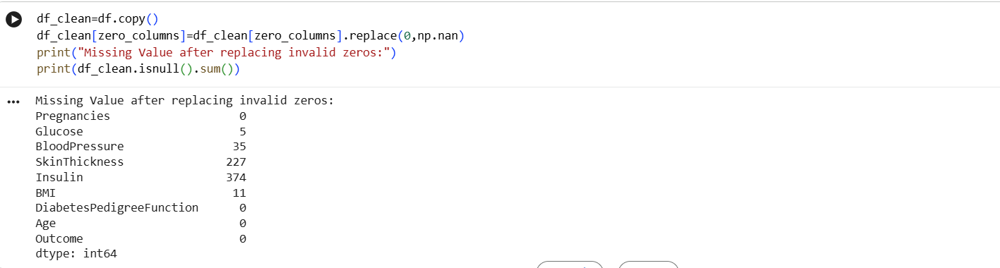 df_clean=df.copy()
df_clean[zero_columns]=df_clean[zero_columns].replace(0,np.nan)
print("Missing Value after replacing invalid zeros:")
print(df_clean.isnull().sum())
Missing Value after replacing invalid zeros:
Pregnancies 0
Glucose 5
BloodPressure 35
SkinThickness 227
Insulin 374
BMI 11
DiabetesPedigreeFunction 0
Age 0
Outcome 0
dtype: int64